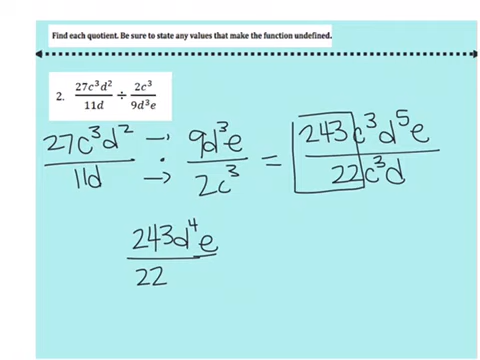 Find each quotient. Be sure to state any values that make the function undefined.
2. 27c³d²/11d ÷ 2c³/9d³e
27c³d²/11d → · → 9d³e/2c³ = 243c³d⁵e/22c³d
243d⁴e/22